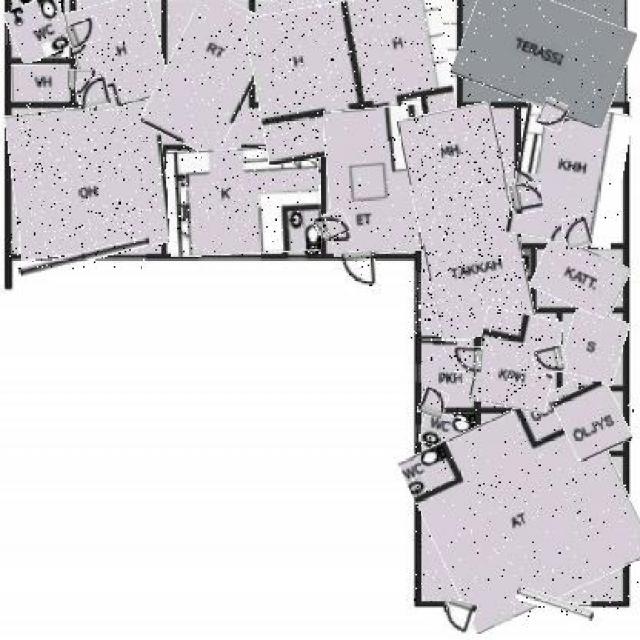 WC
H
RT
H
H
TERASSI
VH
OH
K
ET
MH
KHH
TAKKAH
KATT.
S
PKH
KPH
WC
ÖLJYS
WC
AT